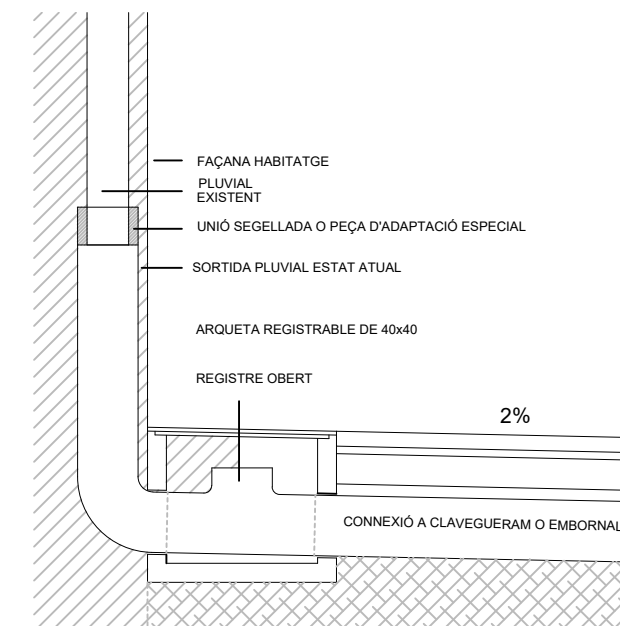 FAÇANA HABITATGE
PLUVIAL
EXISTENT
UNIÓ SEGELLADA O PEÇA D'ADAPTACIÓ ESPECIAL
SORTIDA PLUVIAL ESTAT ATUAL
ARQUETA REGISTRABLE DE 40x40
REGISTRE OBERT
2%
CONNEXIÓ A CLAVEGUERAM O EMBORNAL